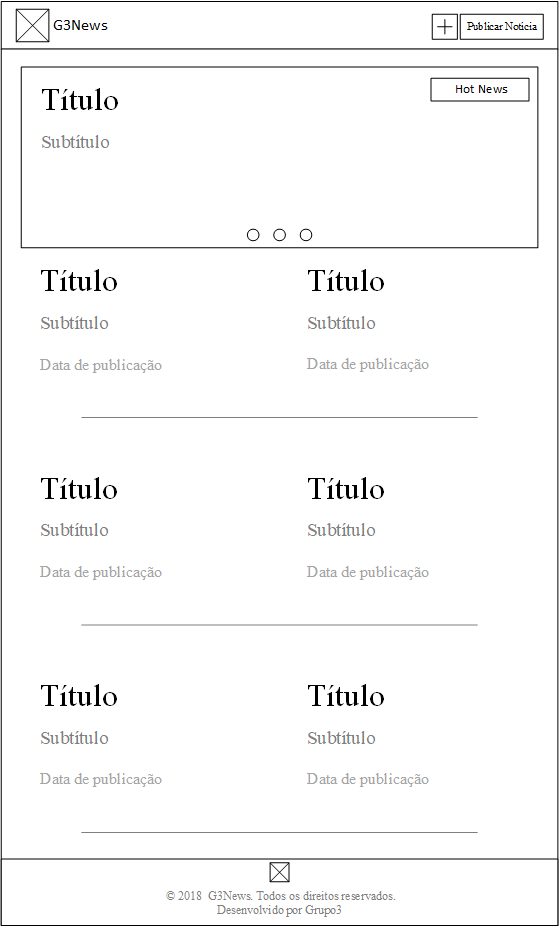 G3News
Publicar Noticia
Hot News
Título
Subtítulo
Título
Subtítulo
Data de publicação
Título
Subtítulo
Data de publicação
Título
Subtítulo
Data de publicação
Título
Subtítulo
Data de publicação
Título
Subtítulo
Data de publicação
Título
Subtítulo
Data de publicação
© 2018 G3News. Todos os direitos reservados.
Desenvolvido por Grupo3